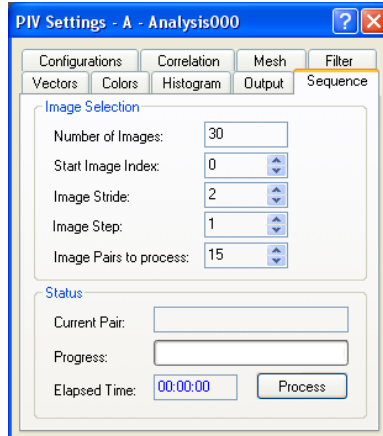 PIV Settings - A - Analysis000
Configurations Correlation Mesh Filter
Vectors Colors Histogram Output Sequence
Image Selection
Number of Images: 30
Start Image Index: 0
Image Stride: 2
Image Step: 1
Image Pairs to process: 15
Status
Current Pair:
Progress:
Elapsed Time: 00:00:00 Process